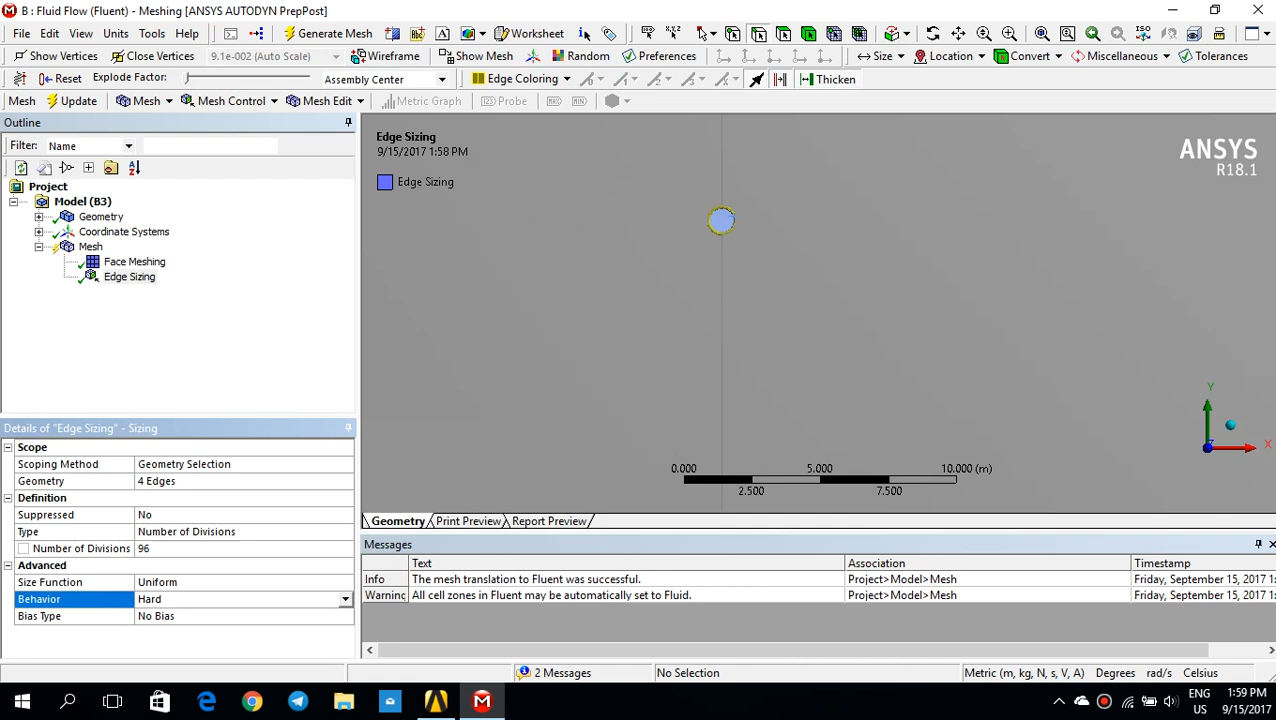 B : Fluid Flow (Fluent) - Meshing [ANSYS AUTODYN PrepPost]
File Edit View Units Tools Help Generate Mesh Worksheet
Show Vertices Close Vertices 9.1e-002 (Auto Scale) Wireframe Show Mesh Random Preferences Size Location Convert Miscellaneous Tolerances
Reset Explode Factor: Assembly Center Edge Coloring Thicken
Mesh Update Mesh Mesh Control Mesh Edit Metric Graph Probe
Outline
Filter: Name
Project
Model (B3)
Geometry
Coordinate Systems
Mesh
Face Meshing
Edge Sizing
Details of "Edge Sizing" - Sizing
Scope
Scoping Method Geometry Selection
Geometry 4 Edges
Definition
Suppressed No
Type Number of Divisions
Number of Divisions 96
Advanced
Size Function Uniform
Behavior Hard
Bias Type No Bias
Edge Sizing
9/15/2017 1:58 PM
Edge Sizing
ANSYS
R18.1
Y
X
0.000 5.000 10.000 (m)
2.500 7.500
Geometry Print Preview Report Preview
Messages
Text Association Timestamp
Info The mesh translation to Fluent was successful. Project>Model>Mesh Friday, September 15, 2017 1:
Warning All cell zones in Fluent may be automatically set to Fluid. Project>Model>Mesh Friday, September 15, 2017 1:
2 Messages No Selection Metric (m, kg, N, s, V, A) Degrees rad/s Celsius
ENG 1:59 PM
US 9/15/2017